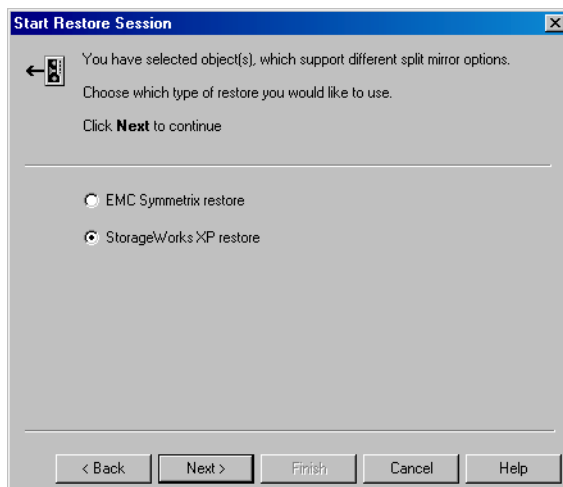 Start Restore Session
You have selected object(s), which support different split mirror options.
Choose which type of restore you would like to use.
Click Next to continue
EMC Symmetrix restore
StorageWorks XP restore
< Back
Next >
Finish
Cancel
Help